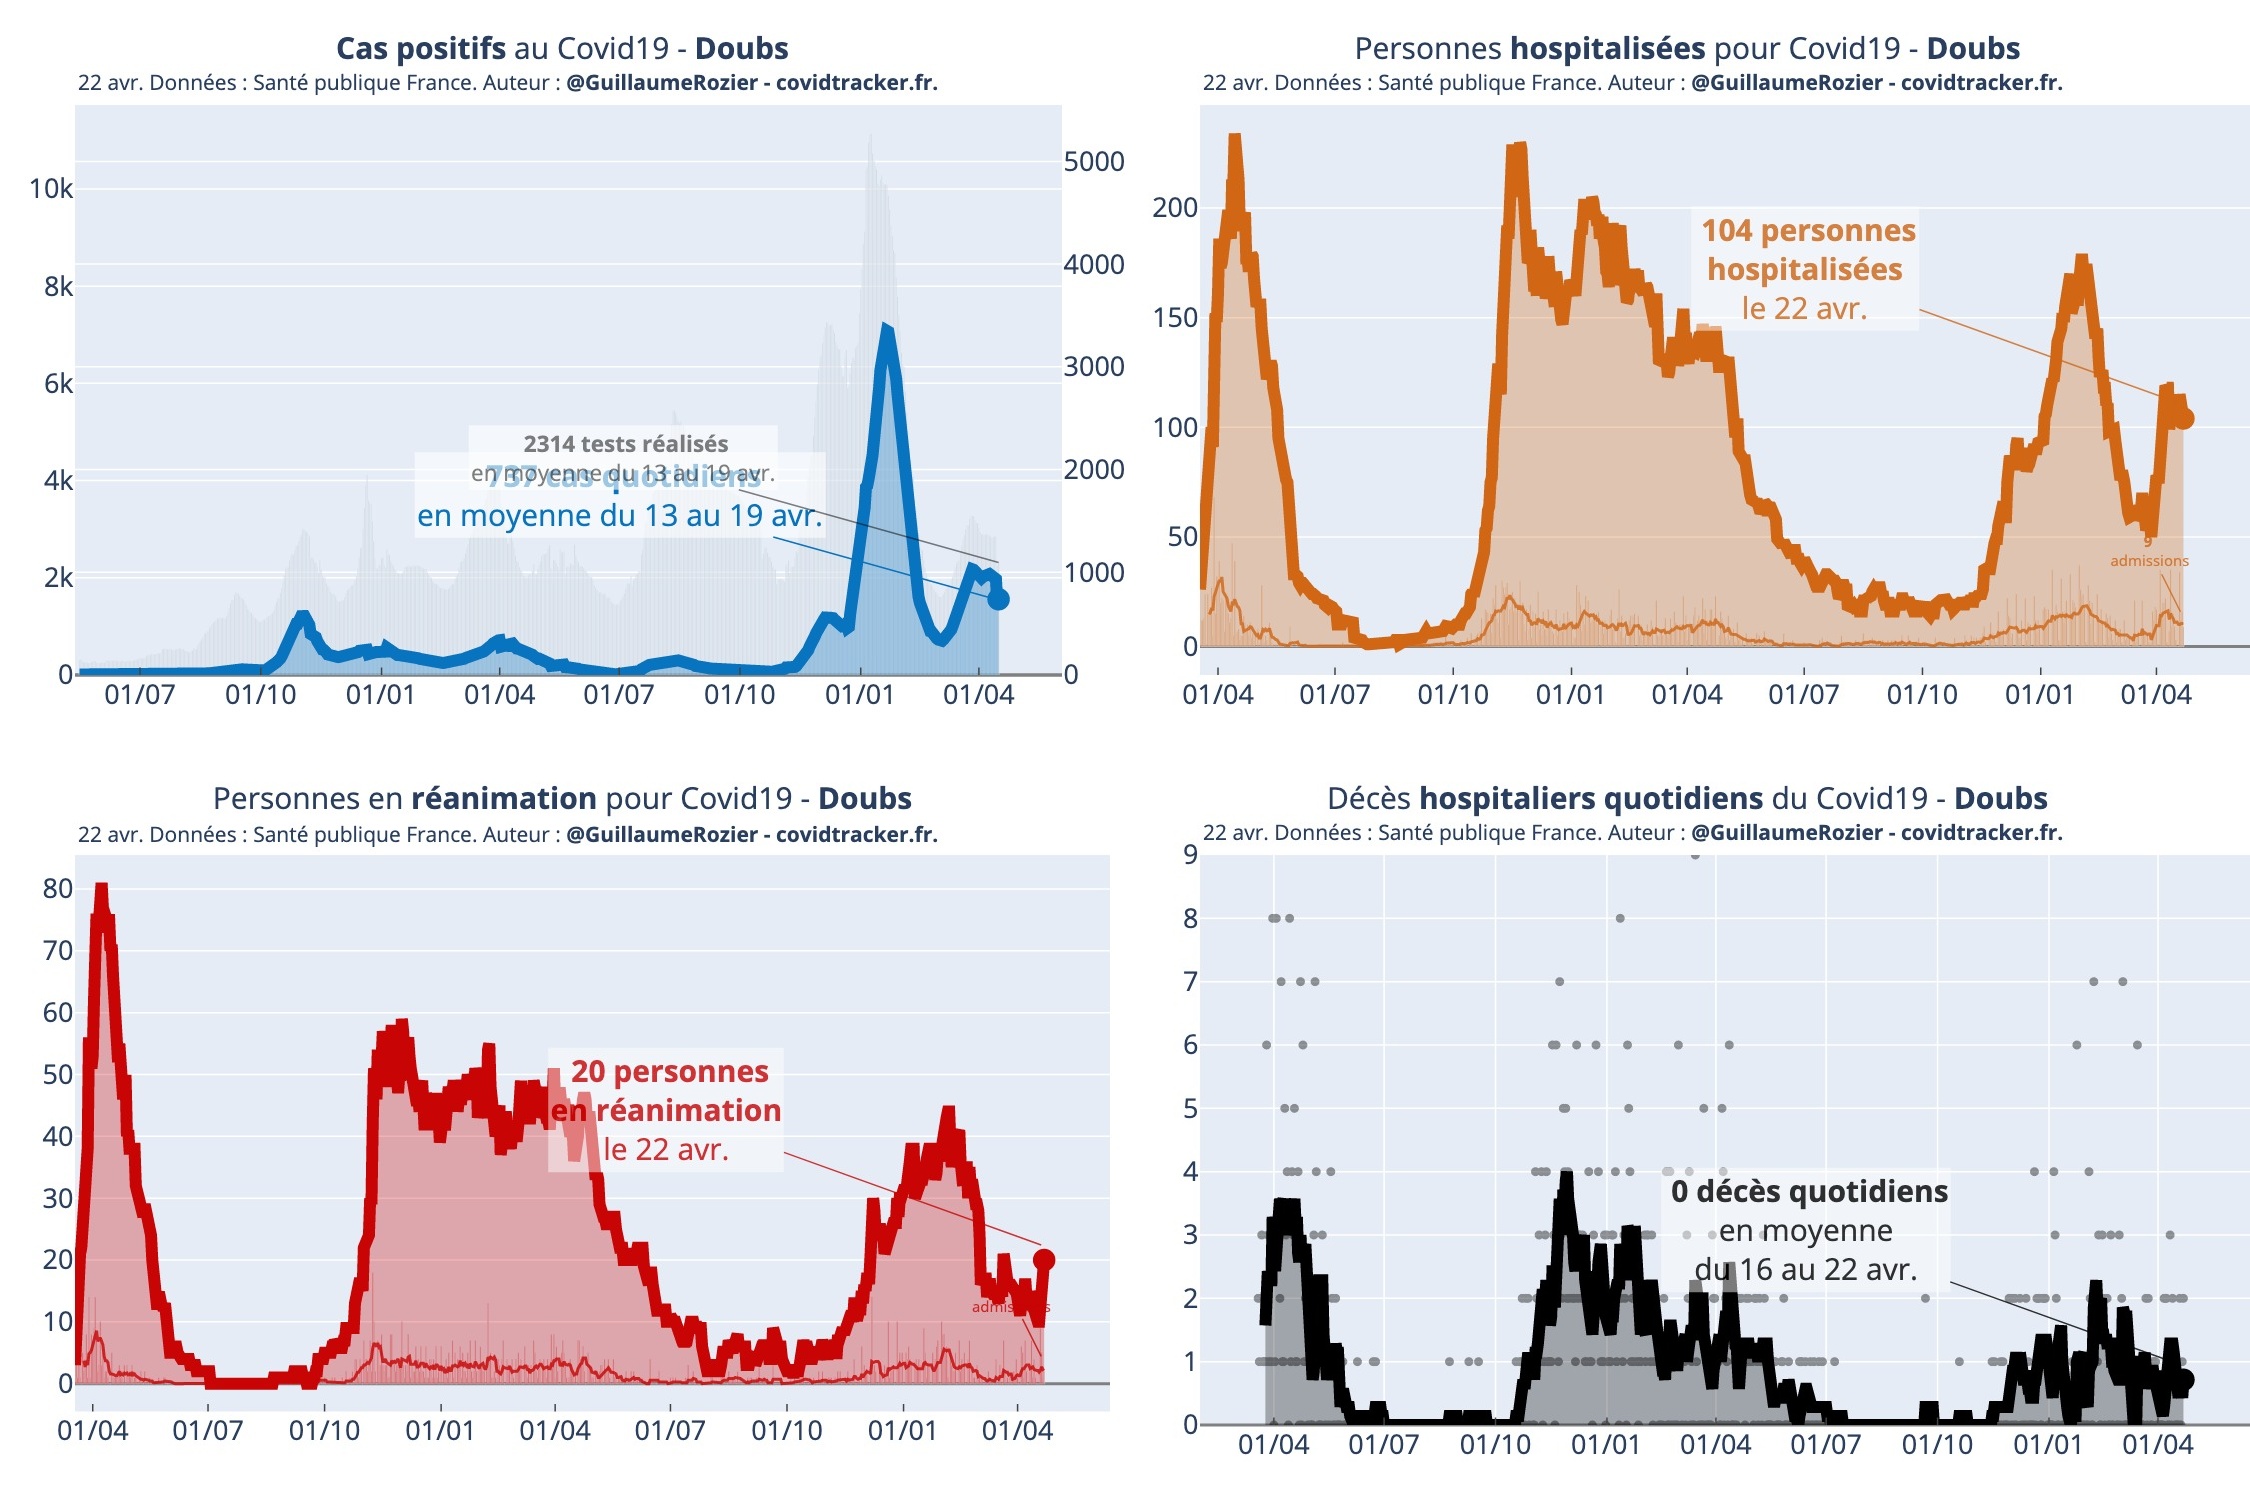 Cas positifs au Covid19 - Doubs
22 avr. Données : Santé publique France. Auteur : @GuillaumeRozier - covidtracker.fr.
10k
8k
6k
4k
2k
0
5000
4000
3000
2000
1000
0
2314 tests réalisés
en moyenne du 13 au 19 avr.
737 cas quotidiens
en moyenne du 13 au 19 avr.
01/07 01/10 01/01 01/04 01/07 01/10 01/01 01/04
Personnes hospitalisées pour Covid19 - Doubs
22 avr. Données : Santé publique France. Auteur : @GuillaumeRozier - covidtracker.fr.
200
150
100
50
0
104 personnes
hospitalisées
le 22 avr.
9
admissions
01/04 01/07 01/10 01/01 01/04 01/07 01/10 01/01 01/04
Personnes en réanimation pour Covid19 - Doubs
22 avr. Données : Santé publique France. Auteur : @GuillaumeRozier - covidtracker.fr.
80
70
60
50
40
30
20
10
0
20 personnes
en réanimation
le 22 avr.
admissions
01/04 01/07 01/10 01/01 01/04 01/07 01/10 01/01 01/04
Décès hospitaliers quotidiens du Covid19 - Doubs
22 avr. Données : Santé publique France. Auteur : @GuillaumeRozier - covidtracker.fr.
9
8
7
6
5
4
3
2
1
0
0 décès quotidiens
en moyenne
du 16 au 22 avr.
01/04 01/07 01/10 01/01 01/04 01/07 01/10 01/01 01/04